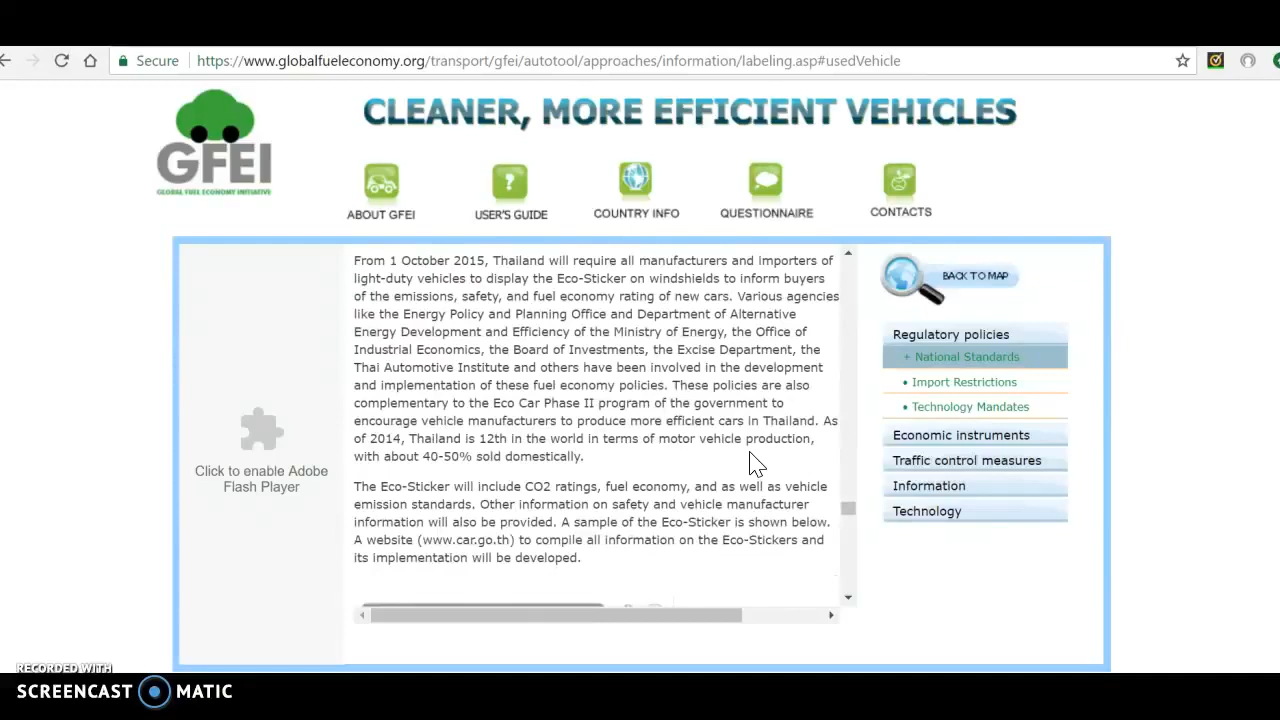 Secure https://www.globalfueleconomy.org/transport/gfei/autotool/approaches/information/labeling.asp#usedVehicle
CLEANER, MORE EFFICIENT VEHICLES
GFEI
GLOBAL FUEL ECONOMY INITIATIVE
ABOUT GFEI
USER'S GUIDE
COUNTRY INFO
QUESTIONNAIRE
CONTACTS
Click to enable Adobe
Flash Player
From 1 October 2015, Thailand will require all manufacturers and importers of
light-duty vehicles to display the Eco-Sticker on windshields to inform buyers
of the emissions, safety, and fuel economy rating of new cars. Various agencies
like the Energy Policy and Planning Office and Department of Alternative
Energy Development and Efficiency of the Ministry of Energy, the Office of
Industrial Economics, the Board of Investments, the Excise Department, the
Thai Automotive Institute and others have been involved in the development
and implementation of these fuel economy policies. These policies are also
complementary to the Eco Car Phase II program of the government to
encourage vehicle manufacturers to produce more efficient cars in Thailand. As
of 2014, Thailand is 12th in the world in terms of motor vehicle production,
with about 40-50% sold domestically.
The Eco-Sticker will include CO2 ratings, fuel economy, and as well as vehicle
emission standards. Other information on safety and vehicle manufacturer
information will also be provided. A sample of the Eco-Sticker is shown below.
A website (www.car.go.th) to compile all information on the Eco-Stickers and
its implementation will be developed.
BACK TO MAP
Regulatory policies
+ National Standards
• Import Restrictions
• Technology Mandates
Economic instruments
Traffic control measures
Information
Technology
RECORDED WITH
SCREENCAST MATIC